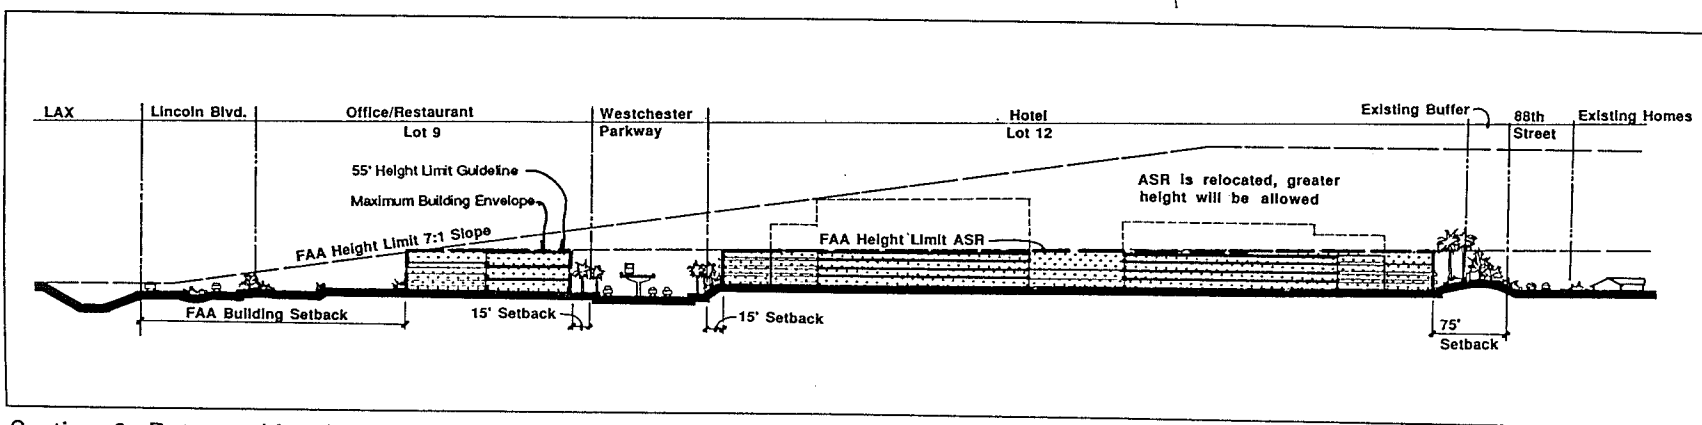 LAX
Lincoln Blvd.
Office/Restaurant
Lot 9
Westchester
Parkway
Hotel
Lot 12
Existing Buffer
88th
Street
Existing Homes
55' Height Limit Guideline
Maximum Building Envelope
FAA Height Limit 7:1 Slope
ASR is relocated, greater
height will be allowed
FAA Height Limit ASR
FAA Building Setback
15' Setback
15' Setback
75'
Setback